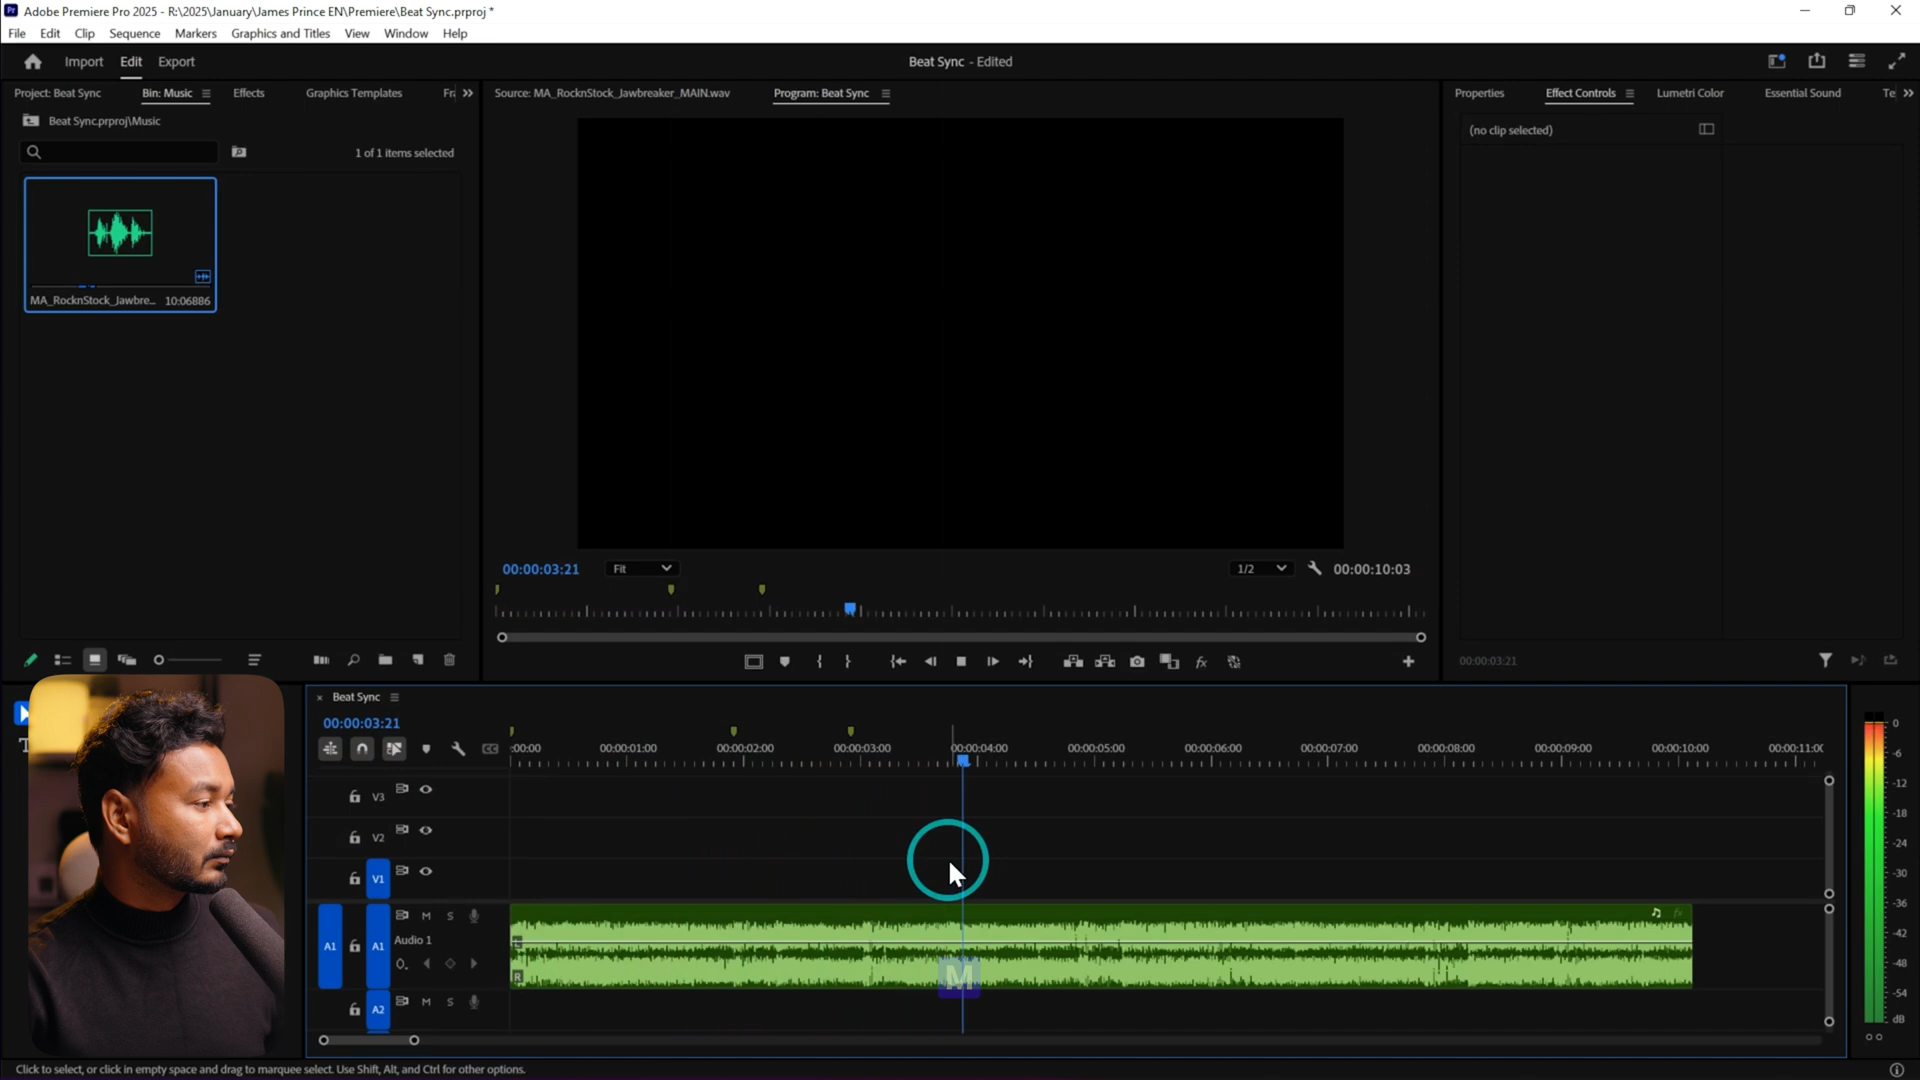 Adobe Premiere Pro 2025 - R:\2025\January\James Prince EN\Premiere\Beat Sync.prproj *
File Edit Clip Sequence Markers Graphics and Titles View Window Help
Import Edit Export
Beat Sync - Edited
Project: Beat Sync Bin: Music Effects Graphics Templates
Source: MA_RocknStock_Jawbreaker_MAIN.wav Program: Beat Sync
Properties Effect Controls Lumetri Color Essential Sound Te
Beat Sync.prproj\Music
(no clip selected)
1 of 1 items selected
MA_RocknStock_Jawbre... 10:06886
00:00:03:21 Fit 1/2 00:00:10:03
00:00:03:21
Beat Sync
00:00:03:21
:00:00 00:00:01:00 00:00:02:00 00:00:03:00 00:00:04:00 00:00:05:00 00:00:06:00 00:00:07:00 00:00:08:00 00:00:09:00 00:00:10:00 00:00:11:0
V3
V2
V1
A1 A1 M S
Audio 1
L
R
M
A2 M S
0
-6
-12
-18
-24
-30
-36
-42
-48
-54
dB
Click to select, or click in empty space and drag to marquee select. Use Shift, Alt, and Ctrl for other options.